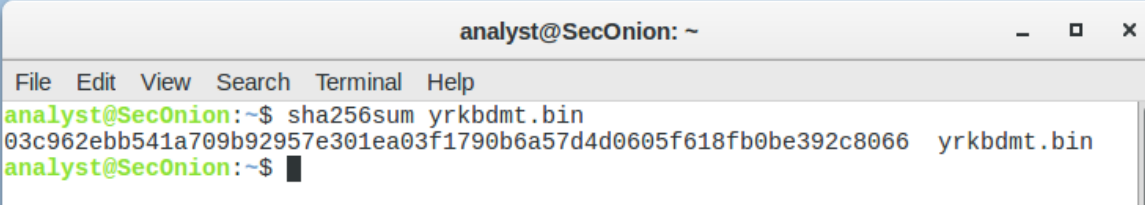 analyst@SecOnion: ~
File Edit View Search Terminal Help
analyst@SecOnion:~$ sha256sum yrkbdmt.bin
03c962ebb541a709b92957e301ea03f1790b6a57d4d0605f618fb0be392c8066  yrkbdmt.bin
analyst@SecOnion:~$